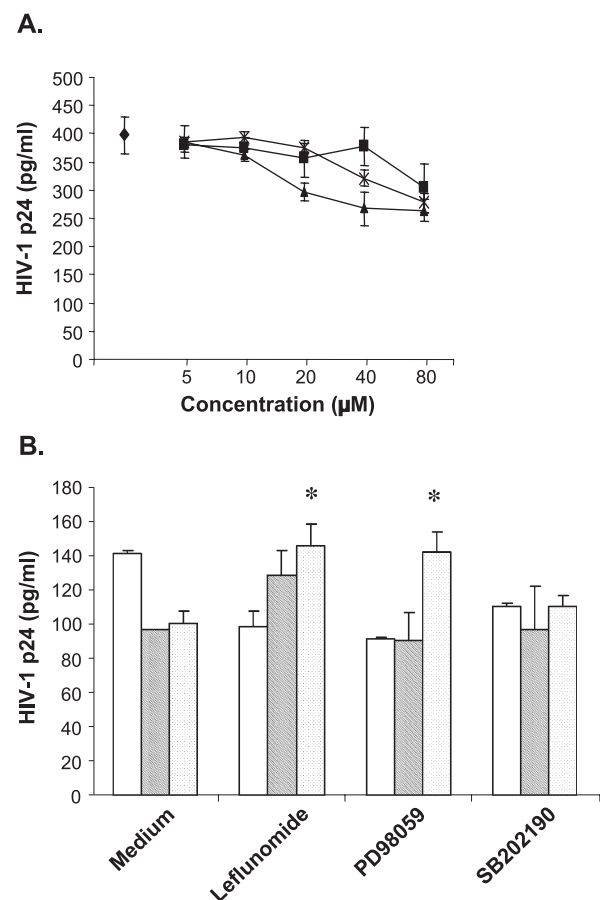 A.
HIV-1 p24 (pg/ml)
500
450
400
350
300
250
200
150
100
50
0
5 10 20 40 80
Concentration (µM)
B.
HIV-1 p24 (pg/ml)
180
160
140
120
100
80
60
40
20
0
* *
Medium
Leflunomide
PD98059
SB202190